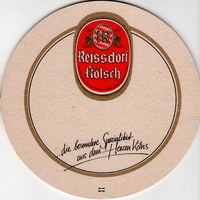 Reissdorf
Kölsch
...die besondere Spezialität
aus dem Herzen Kölns